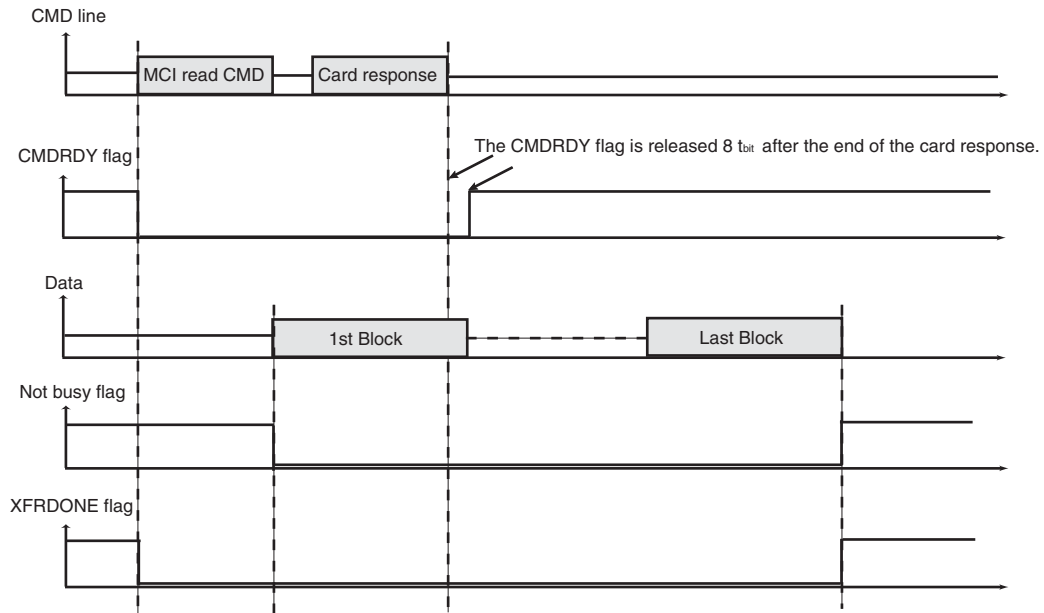 CMD line
MCI read CMD
Card response
The CMDRDY flag is released 8 tbit after the end of the card response.
CMDRDY flag
Data
1st Block
Last Block
Not busy flag
XFRDONE flag